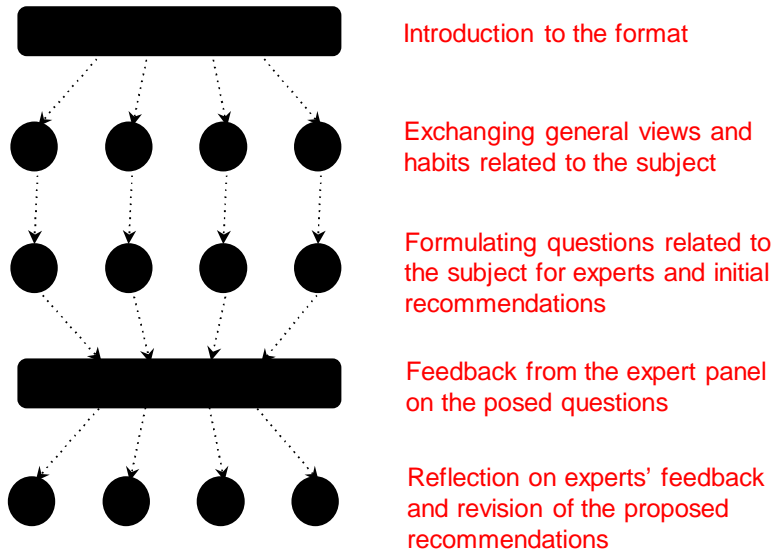 Introduction to the format
Exchanging general views and
habits related to the subject
Formulating questions related to
the subject for experts and initial
recommendations
Feedback from the expert panel
on the posed questions
Reflection on experts’ feedback
and revision of the proposed
recommendations